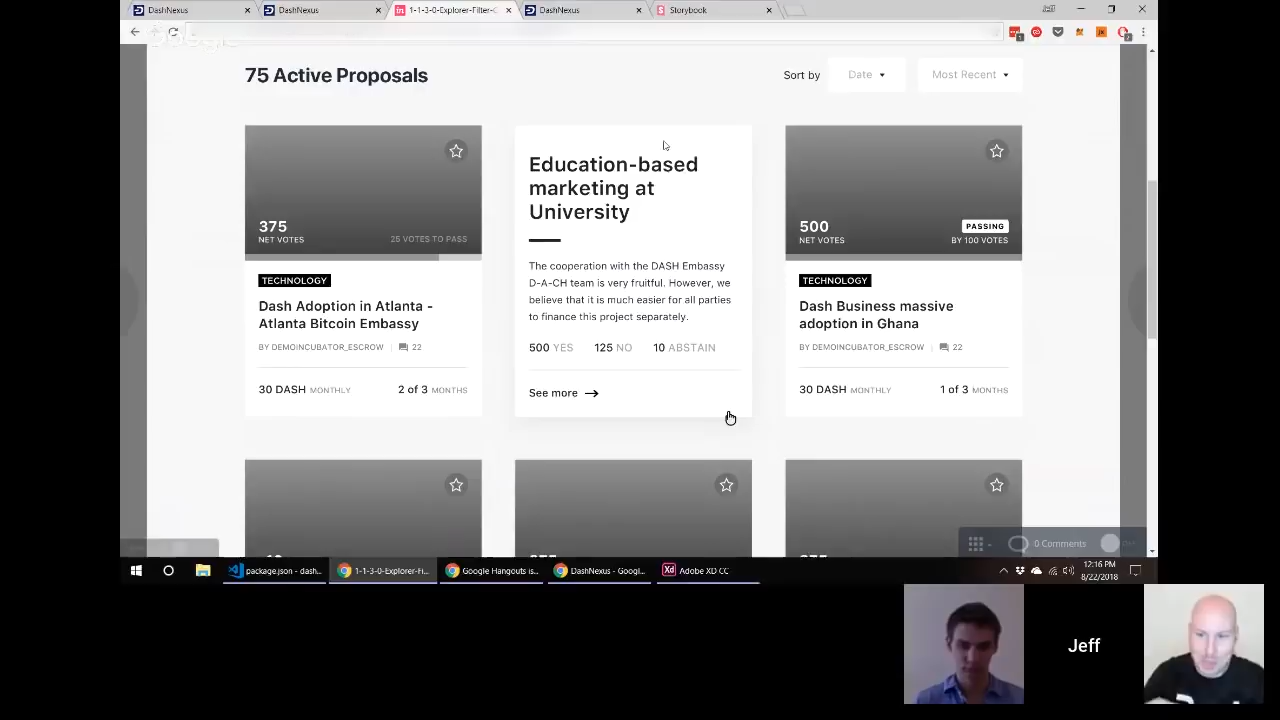 DashNexus
DashNexus
1-1-3-0-Explorer-Filter-C
DashNexus
Storybook
75 Active Proposals
Sort by
Date
Most Recent
375
NET VOTES
25 VOTES TO PASS
TECHNOLOGY
Dash Adoption in Atlanta -
Atlanta Bitcoin Embassy
BY DEMOINCUBATOR_ESCROW | 22
30 DASH MONTHLY
2 of 3 MONTHS
Education-based
marketing at
University
The cooperation with the DASH Embassy
D-A-CH team is very fruitful. However, we
believe that it is much easier for all parties
to finance this project separately.
500 YES 125 NO 10 ABSTAIN
See more
500
NET VOTES
PASSING
BY 100 VOTES
TECHNOLOGY
Dash Business massive
adoption in Ghana
BY DEMOINCUBATOR_ESCROW | 22
30 DASH MONTHLY
1 of 3 MONTHS
0 Comments
package.json - dash...
1-1-3-0-Explorer-Fi...
Google Hangouts is...
DashNexus - Googl...
Xd Adobe XD CC
12:16 PM
8/22/2018
Jeff